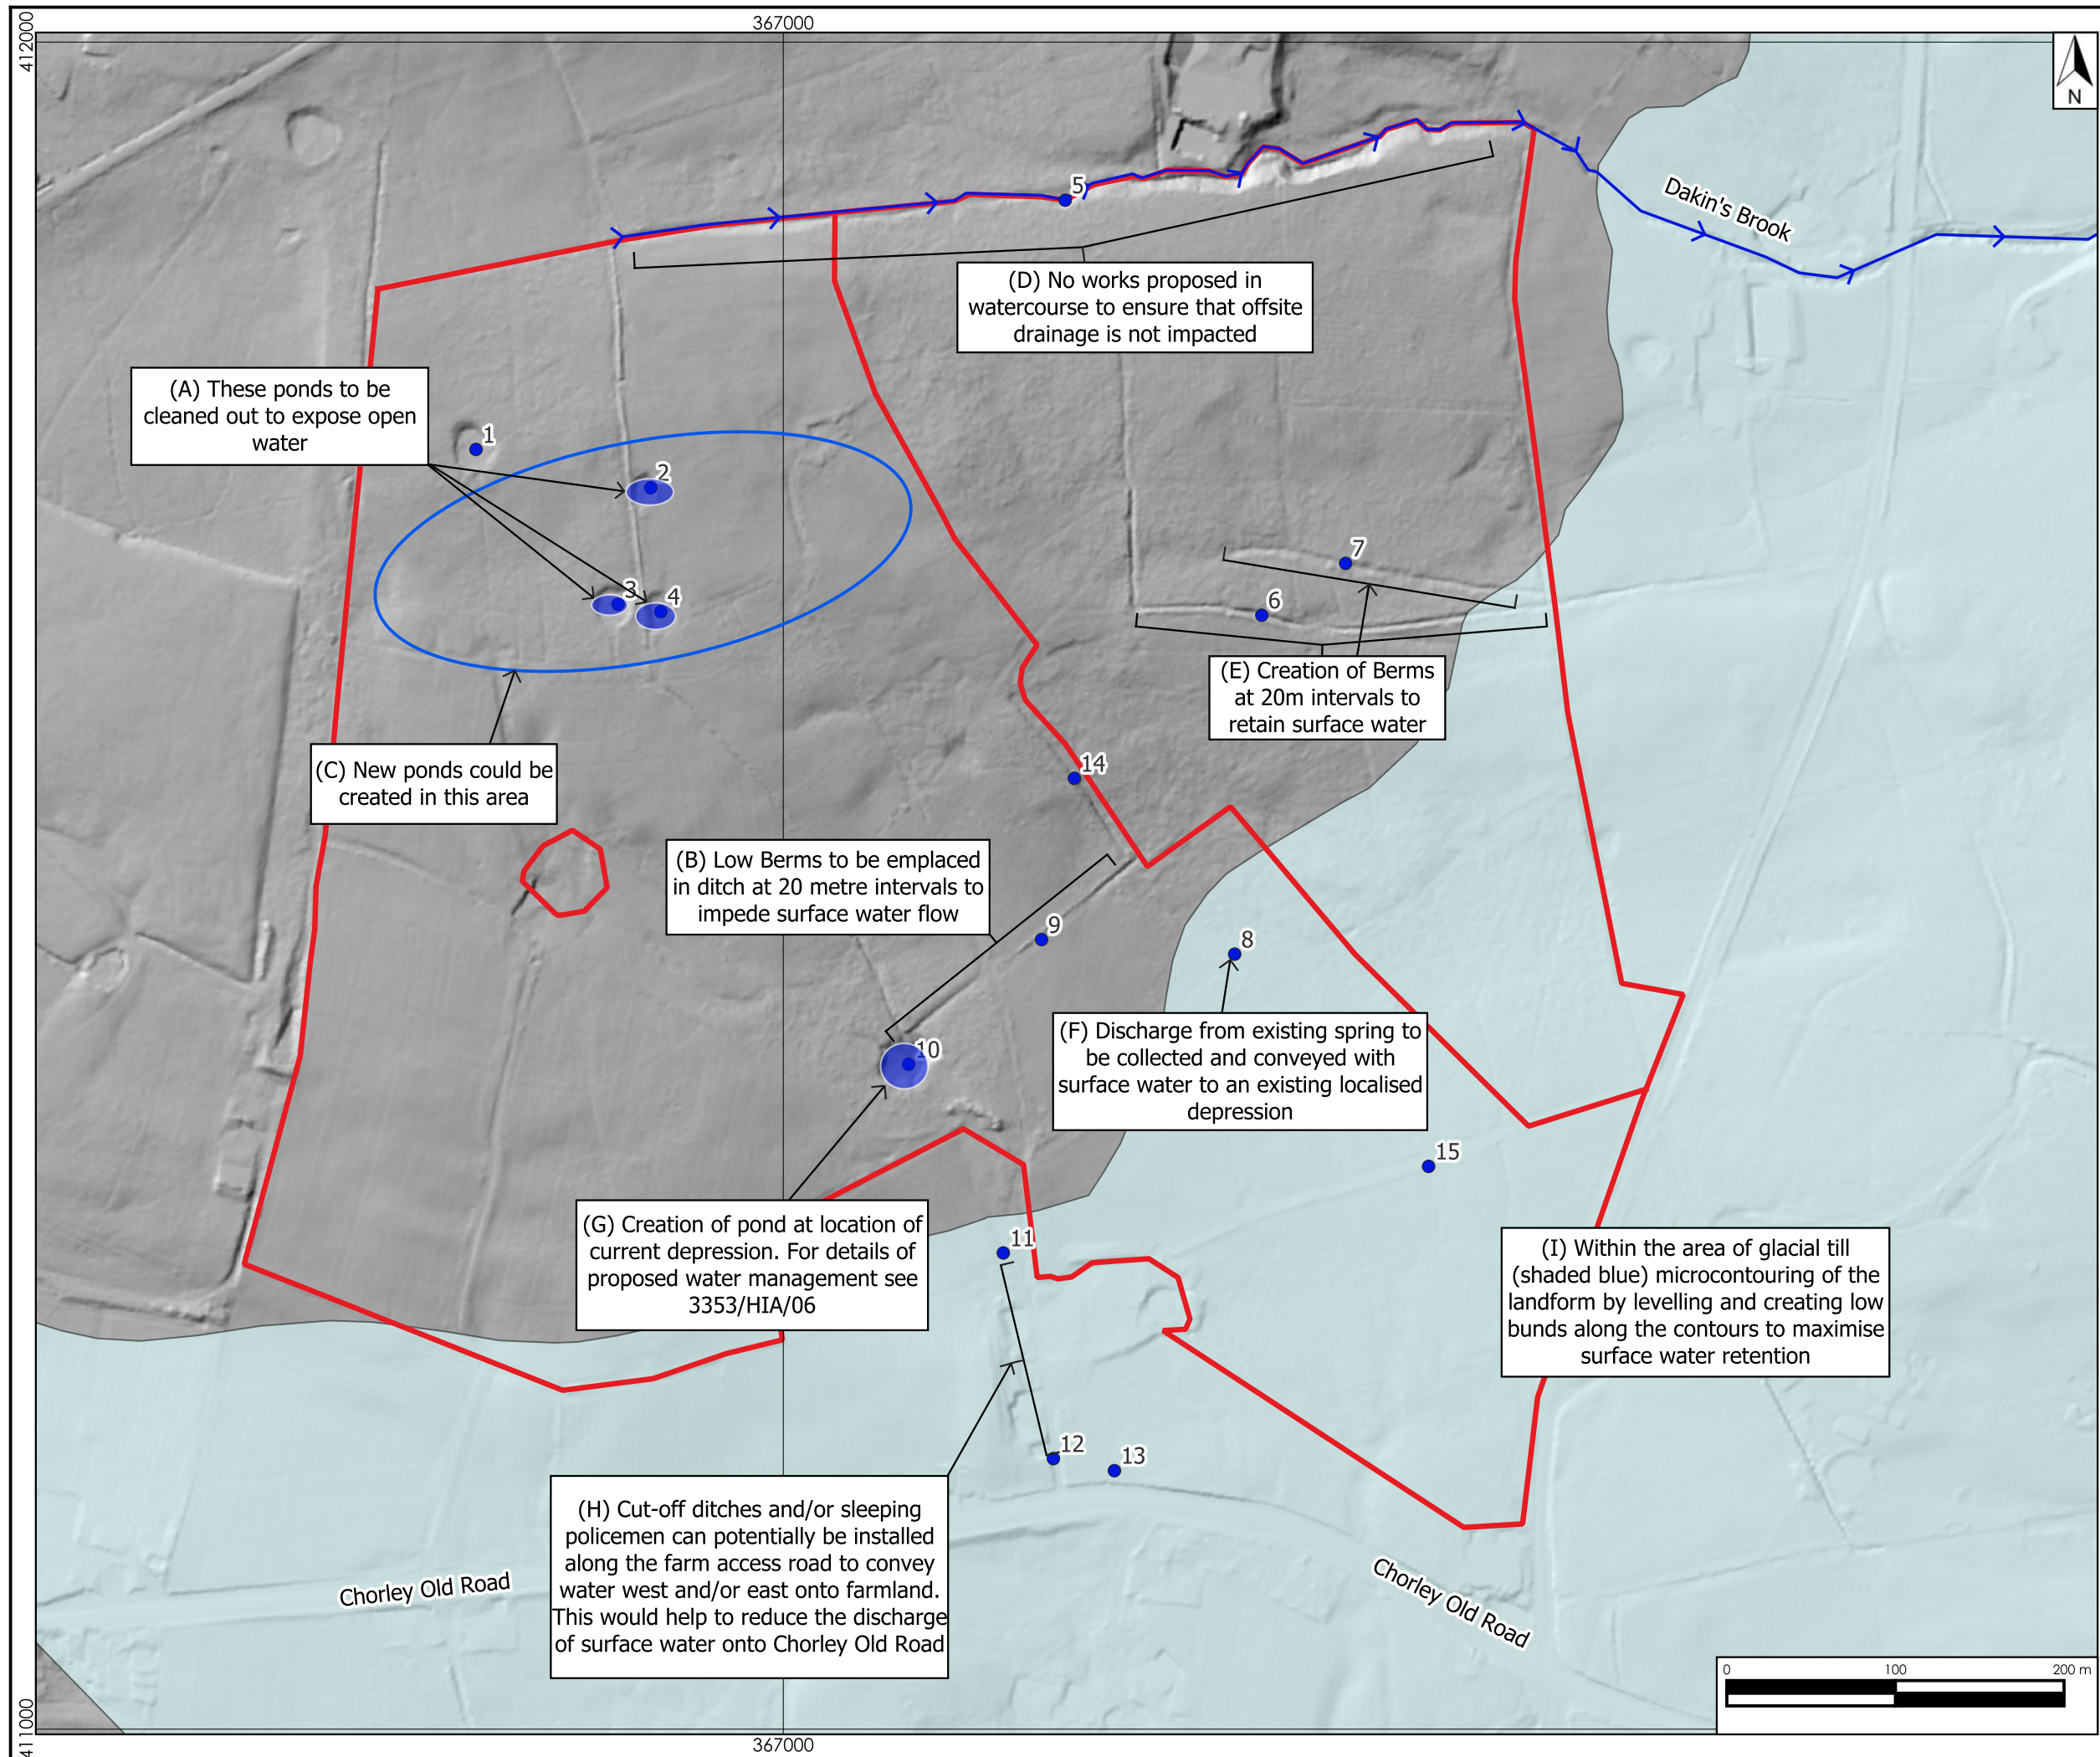 367000
412000
N
5
Dakin's Brook
(D) No works proposed in
watercourse to ensure that offsite
drainage is not impacted
(A) These ponds to be
cleaned out to expose open
water
1
2
3
4
7
6
(E) Creation of Berms
at 20m intervals to
retain surface water
(C) New ponds could be
created in this area
14
(B) Low Berms to be emplaced
in ditch at 20 metre intervals to
impede surface water flow
9
8
10
(F) Discharge from existing spring to
be collected and conveyed with
surface water to an existing localised
depression
15
(G) Creation of pond at location of
current depression. For details of
proposed water management see
3353/HIA/06
11
(I) Within the area of glacial till
(shaded blue) microcontouring of the
landform by levelling and creating low
bunds along the contours to maximise
surface water retention
12
13
(H) Cut-off ditches and/or sleeping
policemen can potentially be installed
along the farm access road to convey
water west and/or east onto farmland.
This would help to reduce the discharge
of surface water onto Chorley Old Road
Chorley Old Road
Chorley Old Road
0 100 200 m
411000
367000